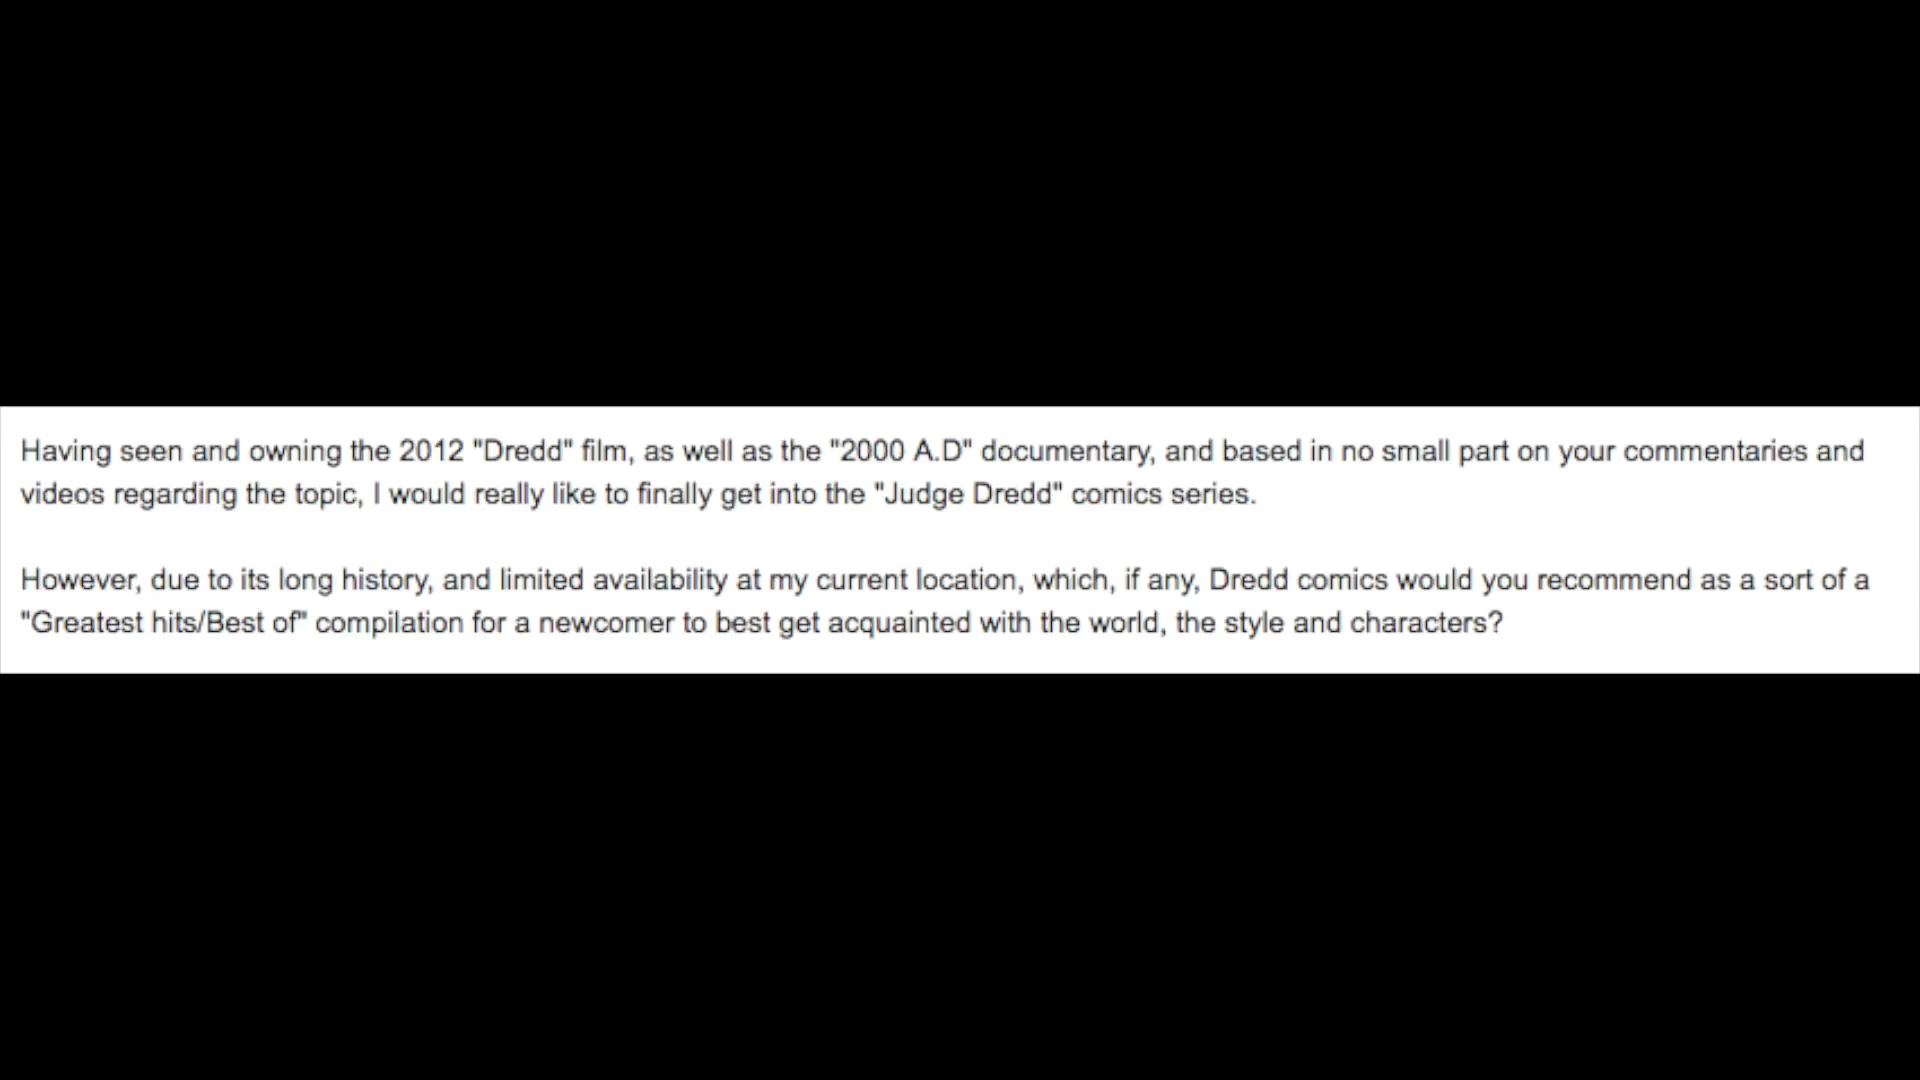 Having seen and owning the 2012 "Dredd" film, as well as the "2000 A.D" documentary, and based in no small part on your commentaries and
videos regarding the topic, I would really like to finally get into the "Judge Dredd" comics series.
However, due to its long history, and limited availability at my current location, which, if any, Dredd comics would you recommend as a sort of a
"Greatest hits/Best of" compilation for a newcomer to best get acquainted with the world, the style and characters?